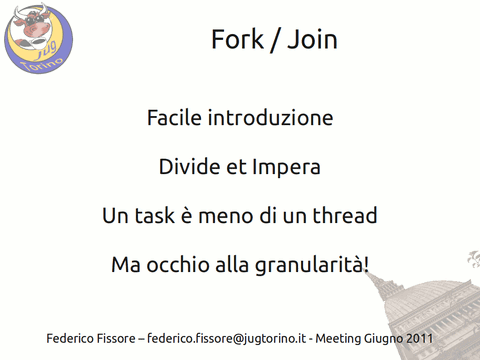 Fork / Join
jug
Torino
Facile introduzione
Divide et Impera
Un task è meno di un thread
Ma occhio alla granularità!
Federico Fissore – federico.fissore@jugtorino.it - Meeting Giugno 2011